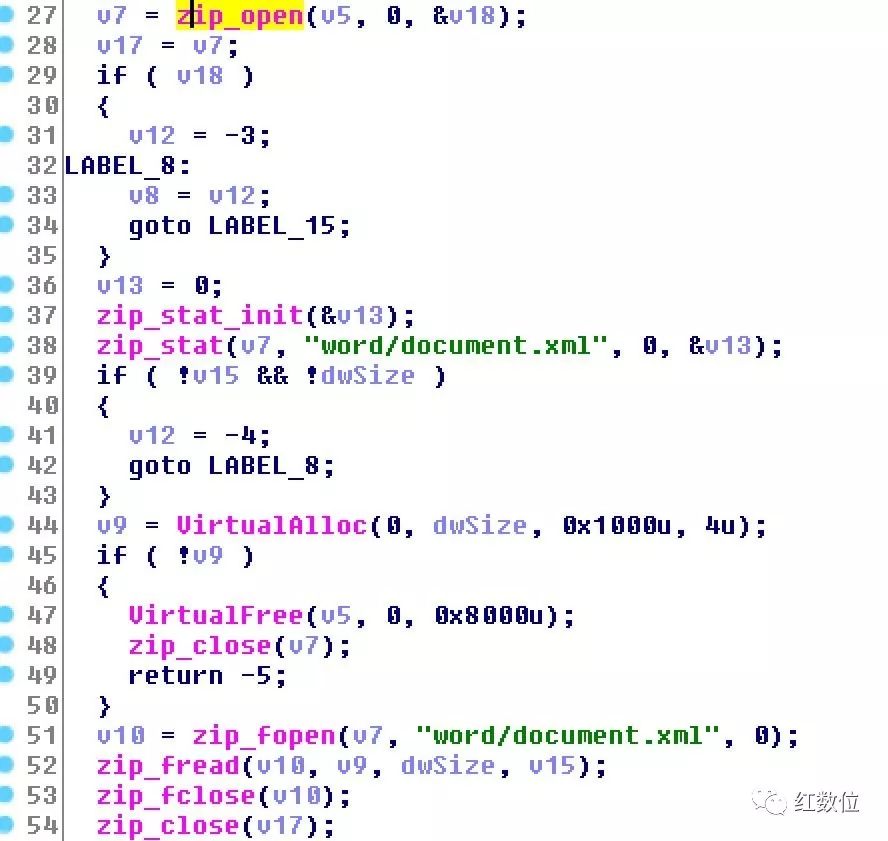 27 v7 = zip_open(v5, 0, &v18);
28 v17 = v7;
29 if ( v18 )
30 {
31 v12 = -3;
32 LABEL_8:
33 v8 = v12;
34 goto LABEL_15;
35 }
36 v13 = 0;
37 zip_stat_init(&v13);
38 zip_stat(v7, "word/document.xml", 0, &v13);
39 if ( !v15 && !dwSize )
40 {
41 v12 = -4;
42 goto LABEL_8;
43 }
44 v9 = VirtualAlloc(0, dwSize, 0x1000u, 4u);
45 if ( !v9 )
46 {
47 VirtualFree(v5, 0, 0x8000u);
48 zip_close(v7);
49 return -5;
50 }
51 v10 = zip_fopen(v7, "word/document.xml", 0);
52 zip_fread(v10, v9, dwSize, v15);
53 zip_fclose(v10);
54 zip_close(v17);
红数位